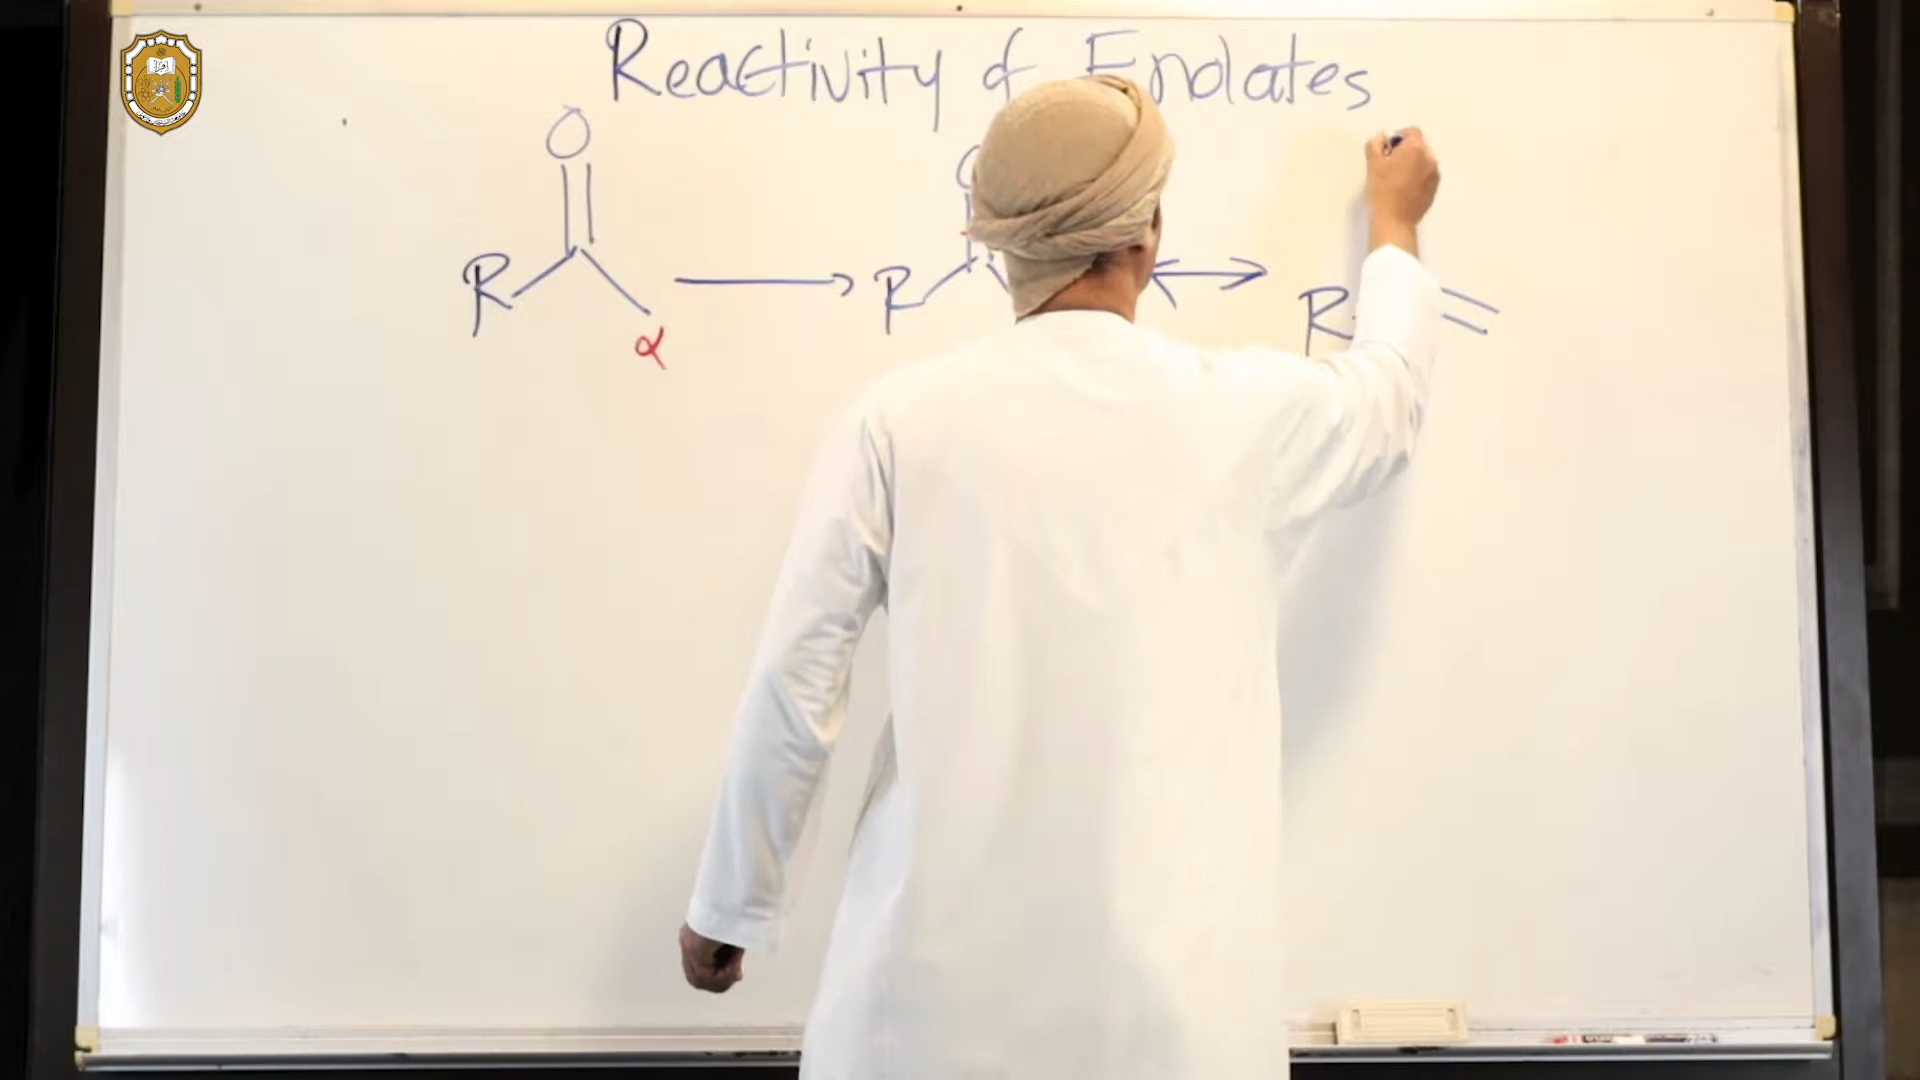 Reactivity of Enolates
O
R
α
R
R